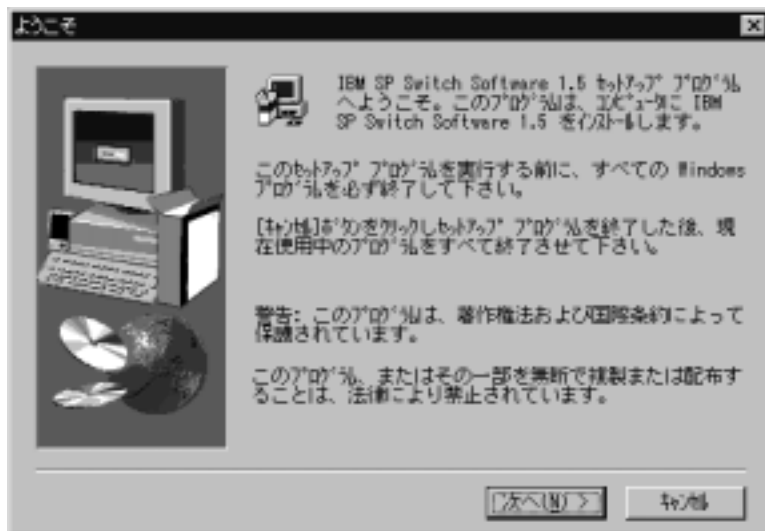 ようこそ
IBM SP Switch Software 1.5 ｾｯﾄｱｯﾌﾟ ﾌﾟﾛｸﾞﾗﾑ
へようこそ。このﾌﾟﾛｸﾞﾗﾑは、ｺﾝﾋﾟｭｰﾀに IBM
SP Switch Software 1.5 をｲﾝｽﾄｰﾙします。
このｾｯﾄｱｯﾌﾟ ﾌﾟﾛｸﾞﾗﾑを実行する前に、すべての Windows
ﾌﾟﾛｸﾞﾗﾑを必ず終了して下さい。
[ｷｬﾝｾﾙ]ﾎﾞﾀﾝをｸﾘｯｸしｾｯﾄｱｯﾌﾟ ﾌﾟﾛｸﾞﾗﾑを終了した後、現
在使用中のﾌﾟﾛｸﾞﾗﾑをすべて終了させて下さい。
警告: このﾌﾟﾛｸﾞﾗﾑは、著作権法および国際条約によって
保護されています。
このﾌﾟﾛｸﾞﾗﾑ、またはその一部を無断で複製または配布す
ることは、法律により禁止されています。
次へ(N) >
ｷｬﾝｾﾙ